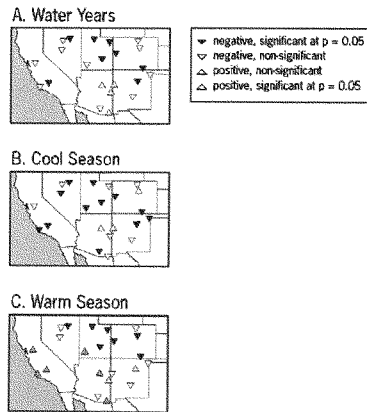 A. Water Years
negative, significant at p = 0.05
negative, non-significant
positive, non-significant
positive, significant at p = 0.05
B. Cool Season
C. Warm Season